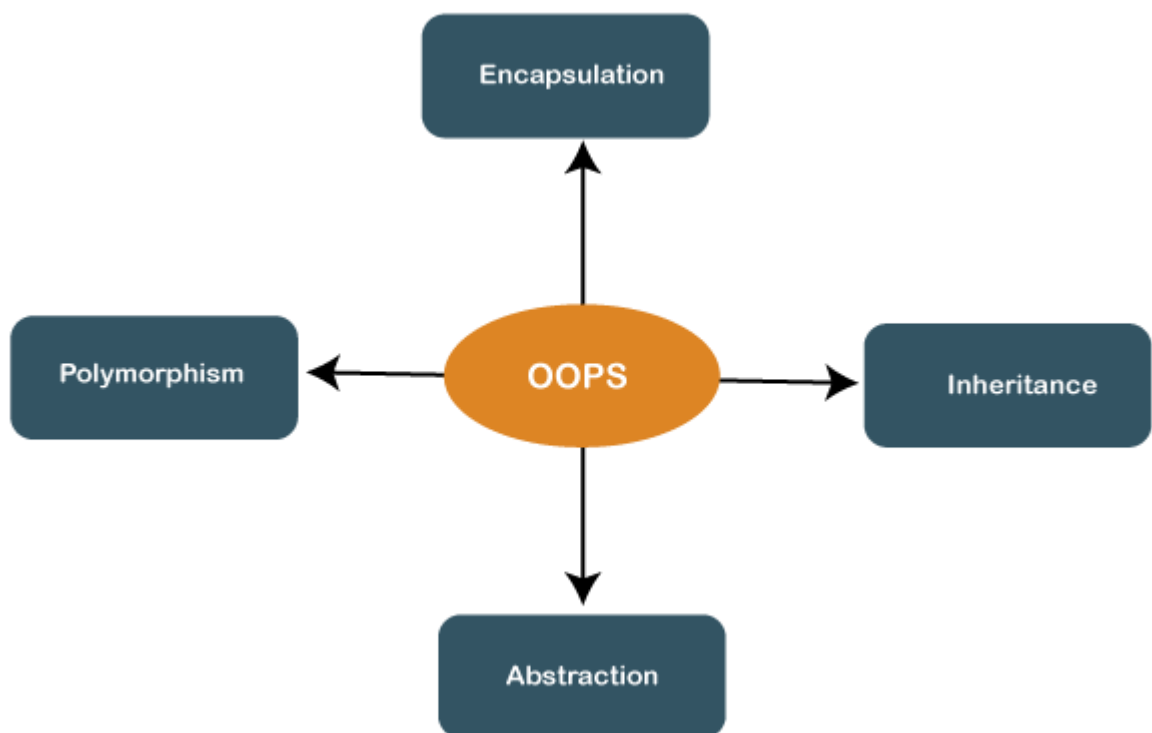 Encapsulation
Polymorphism
OOPS
Inheritance
Abstraction